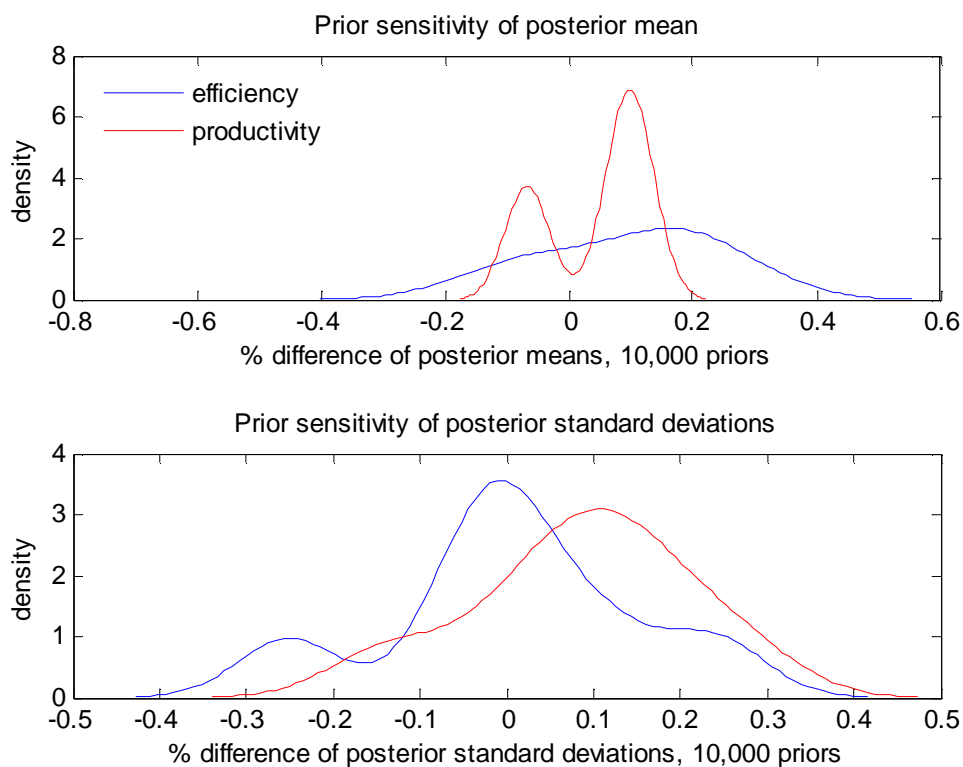 Prior sensitivity of posterior mean
8
6
4
2
0
density
efficiency
productivity
-0.8 -0.6 -0.4 -0.2 0 0.2 0.4 0.6
% difference of posterior means, 10,000 priors
Prior sensitivity of posterior standard deviations
4
3
2
1
0
density
-0.5 -0.4 -0.3 -0.2 -0.1 0 0.1 0.2 0.3 0.4 0.5
% difference of posterior standard deviations, 10,000 priors